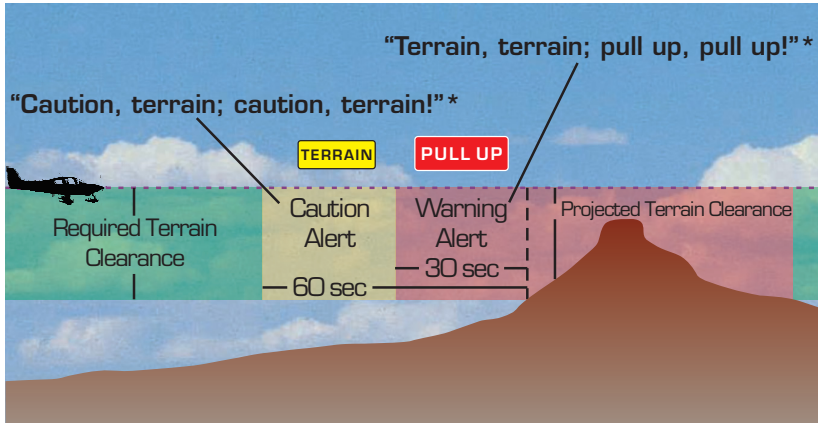 “Terrain, terrain; pull up, pull up!”*
“Caution, terrain; caution, terrain!”*
TERRAIN
PULL UP
Required Terrain
Clearance
Caution
Alert
Warning
Alert
Projected Terrain Clearance
30 sec
60 sec